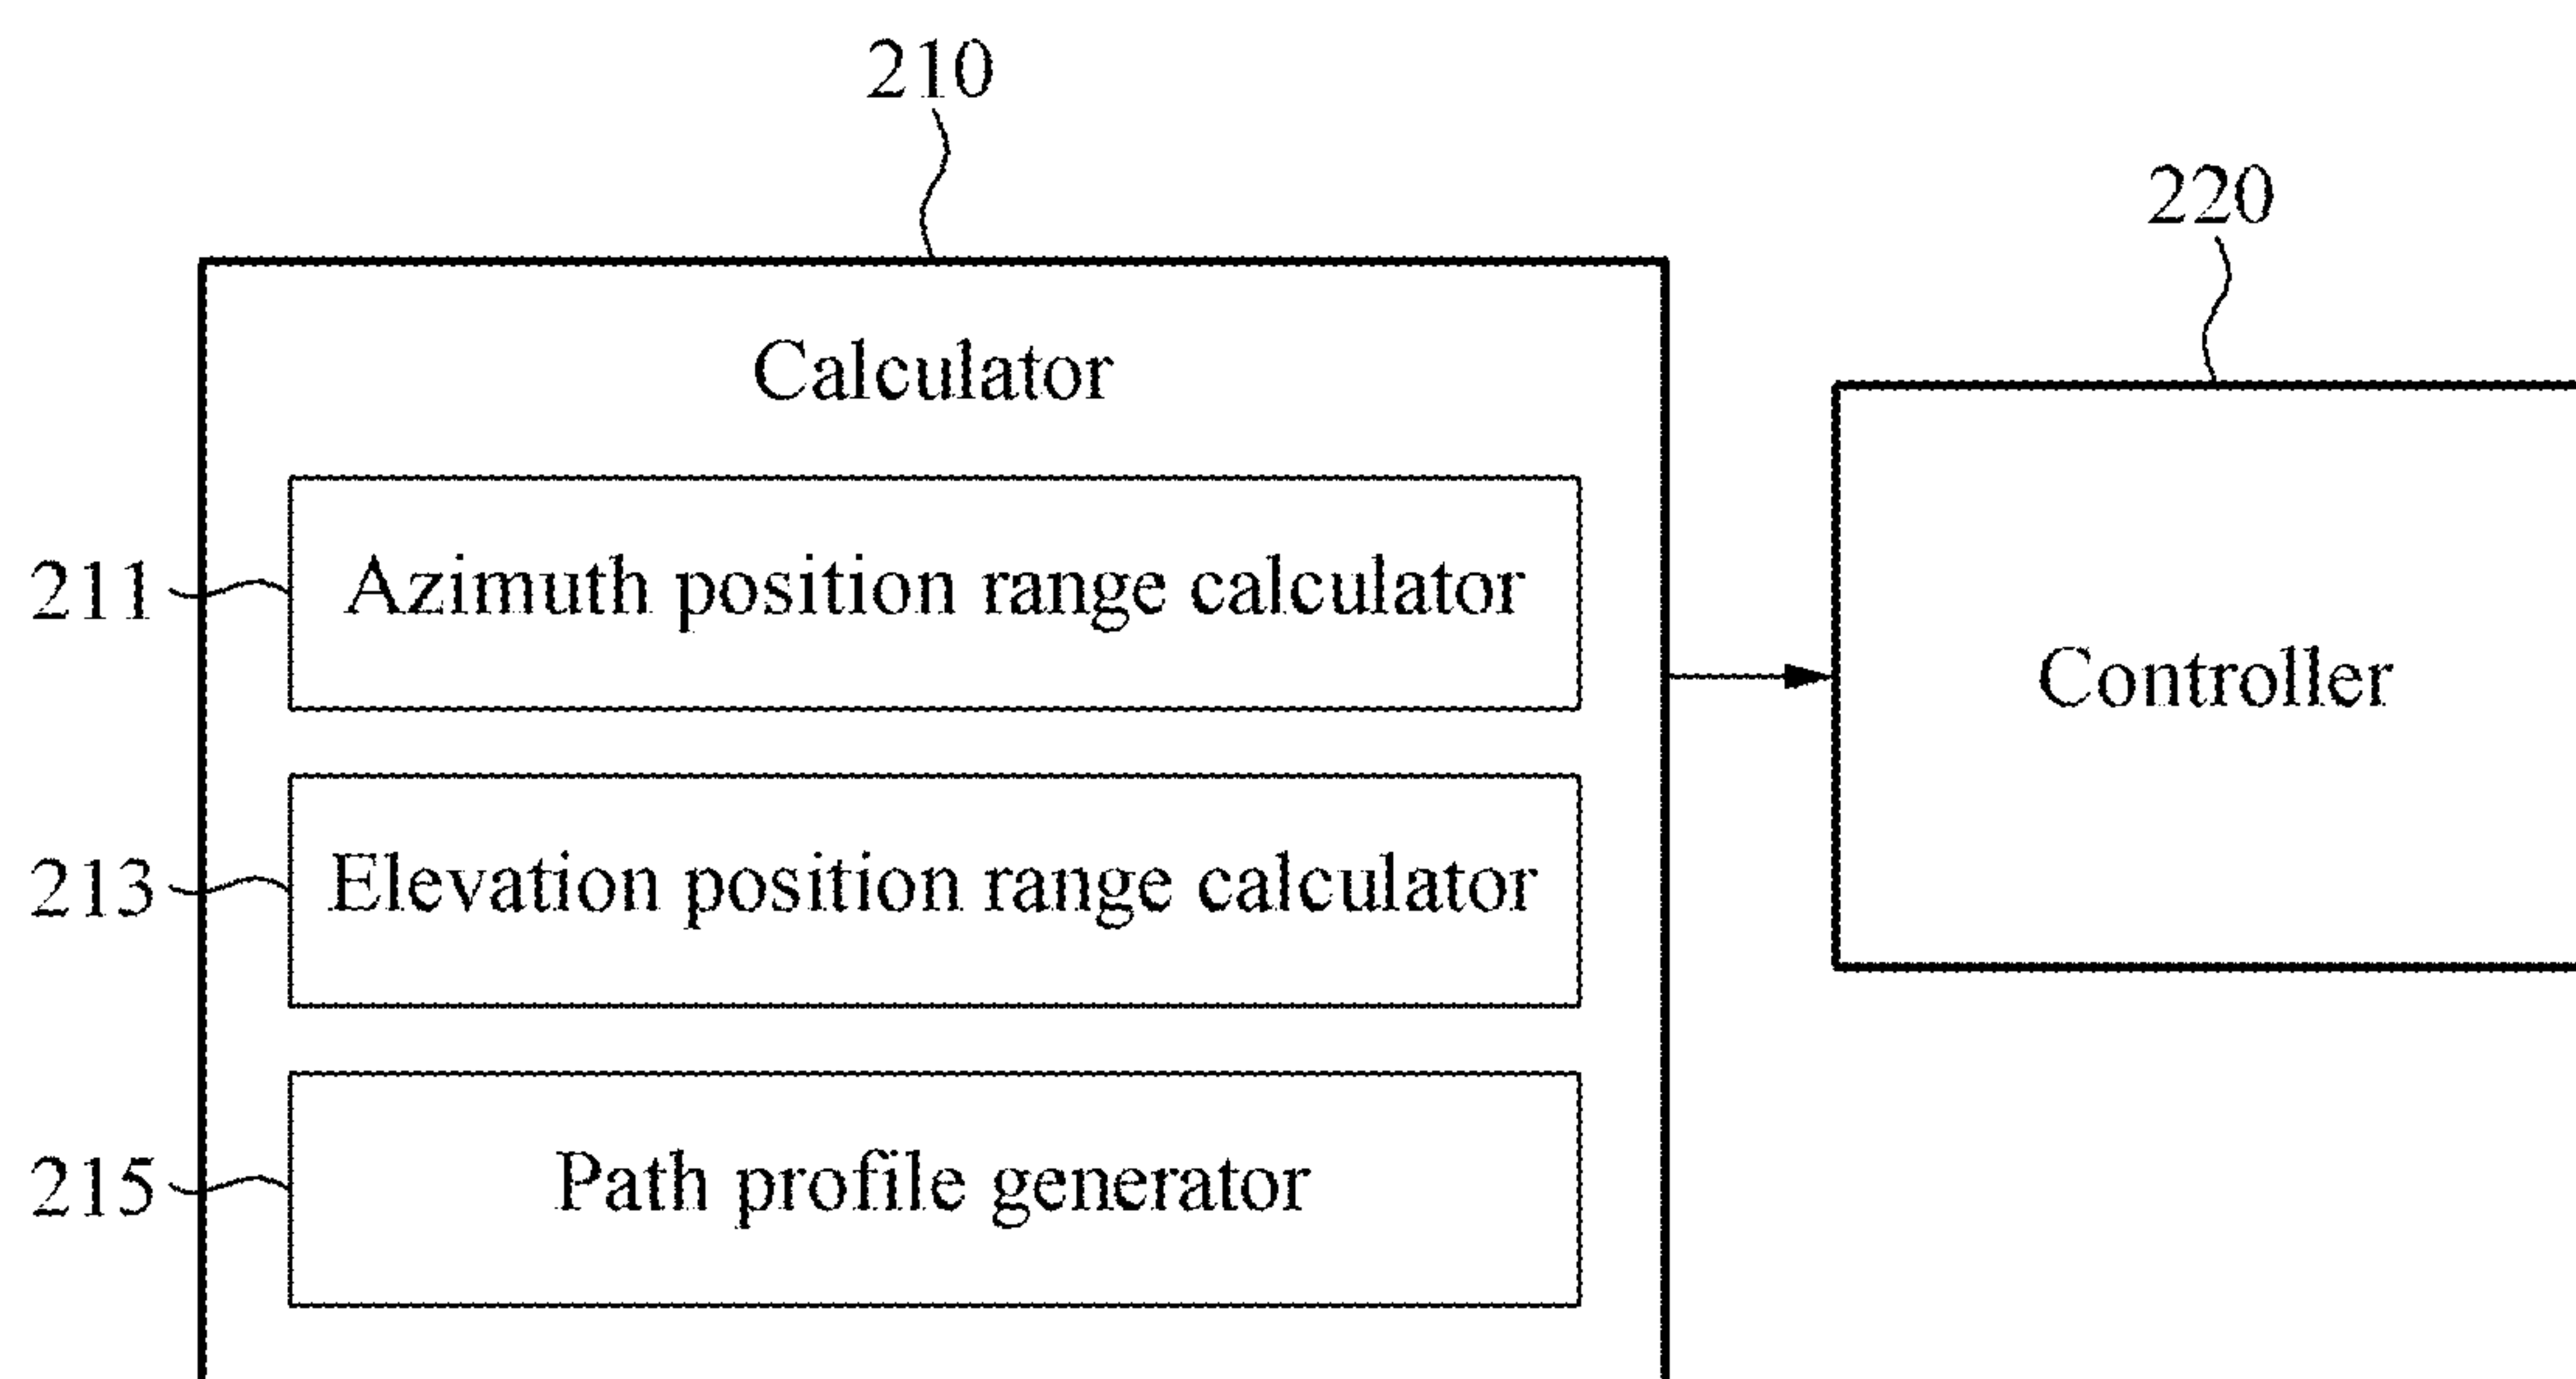 210
220
Calculator
211
Azimuth position range calculator
Controller
213
Elevation position range calculator
215
Path profile generator